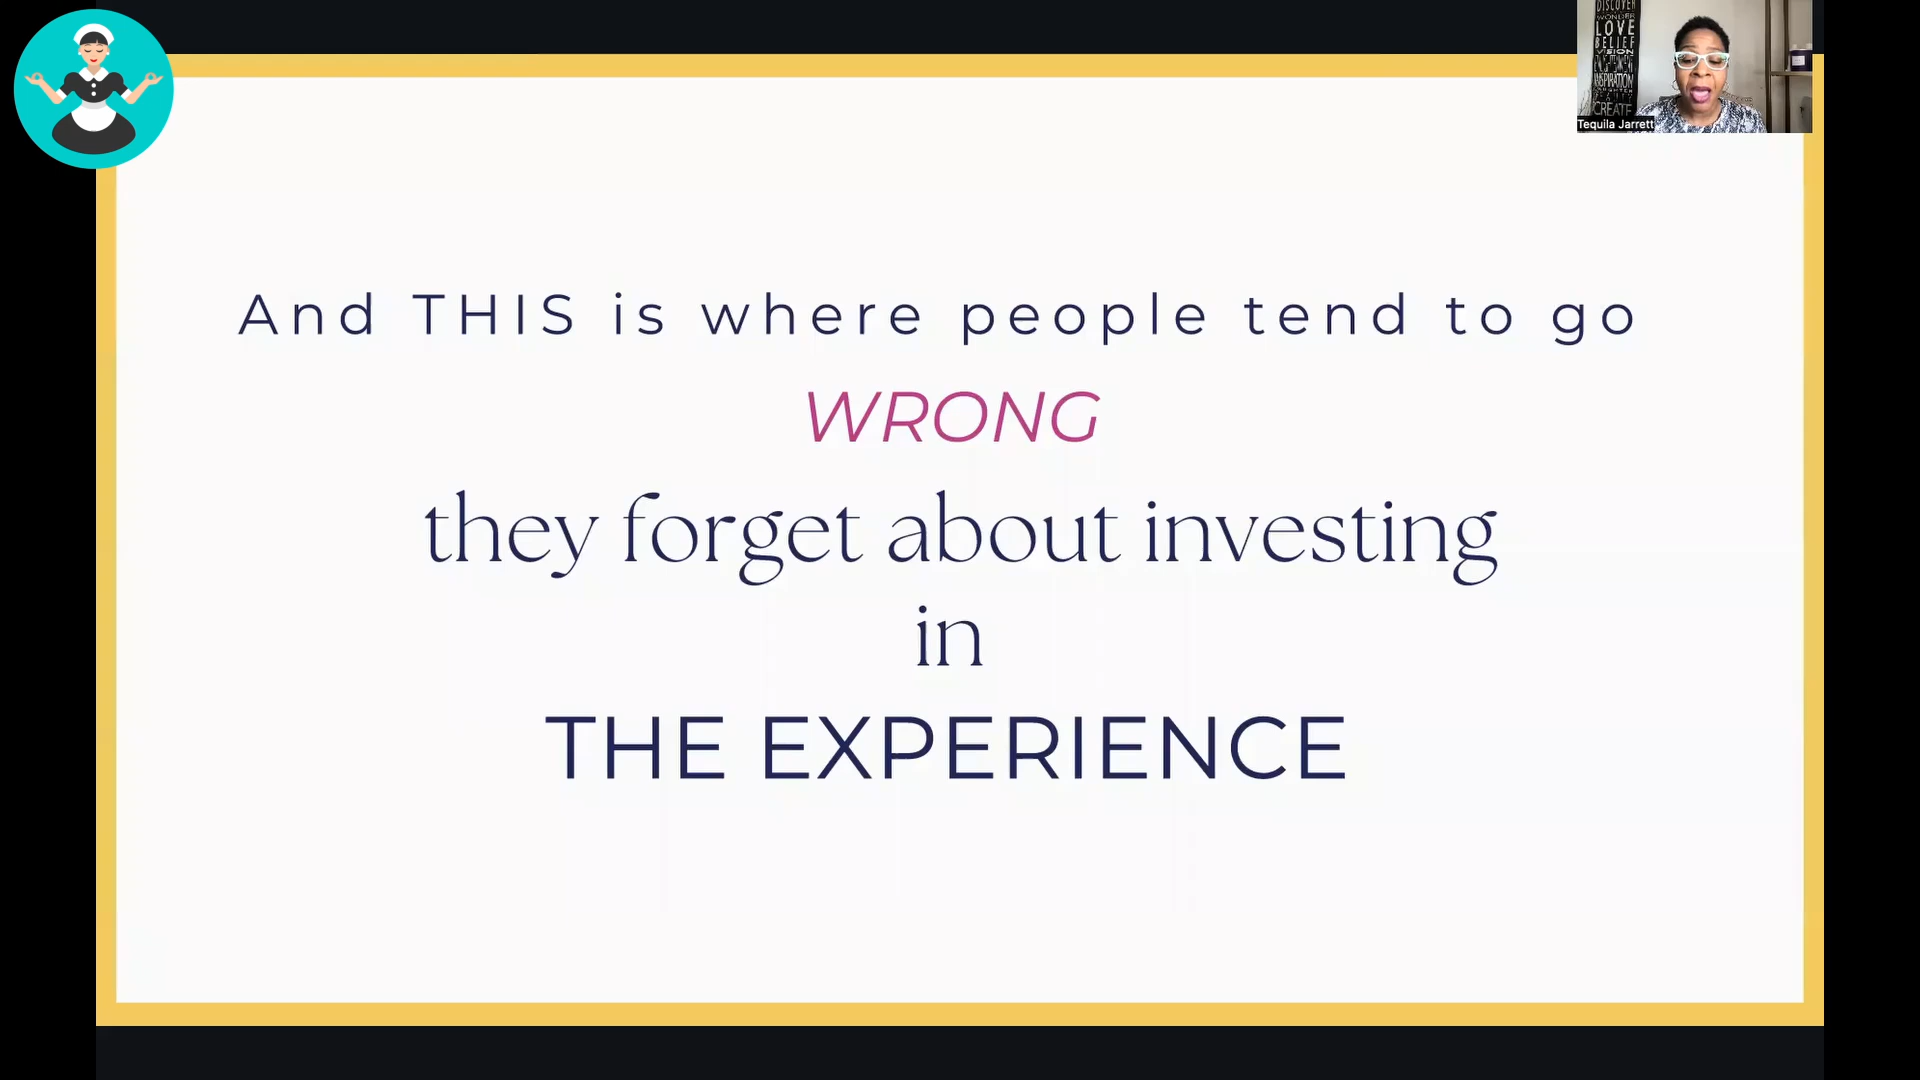 And THIS is where people tend to go
WRONG
they forget about investing
in
THE EXPERIENCE
DISCOVER
WONDER
LOVE
BELIEF
VISION
INSPIRATION
CREATE
Tequila Jarrett